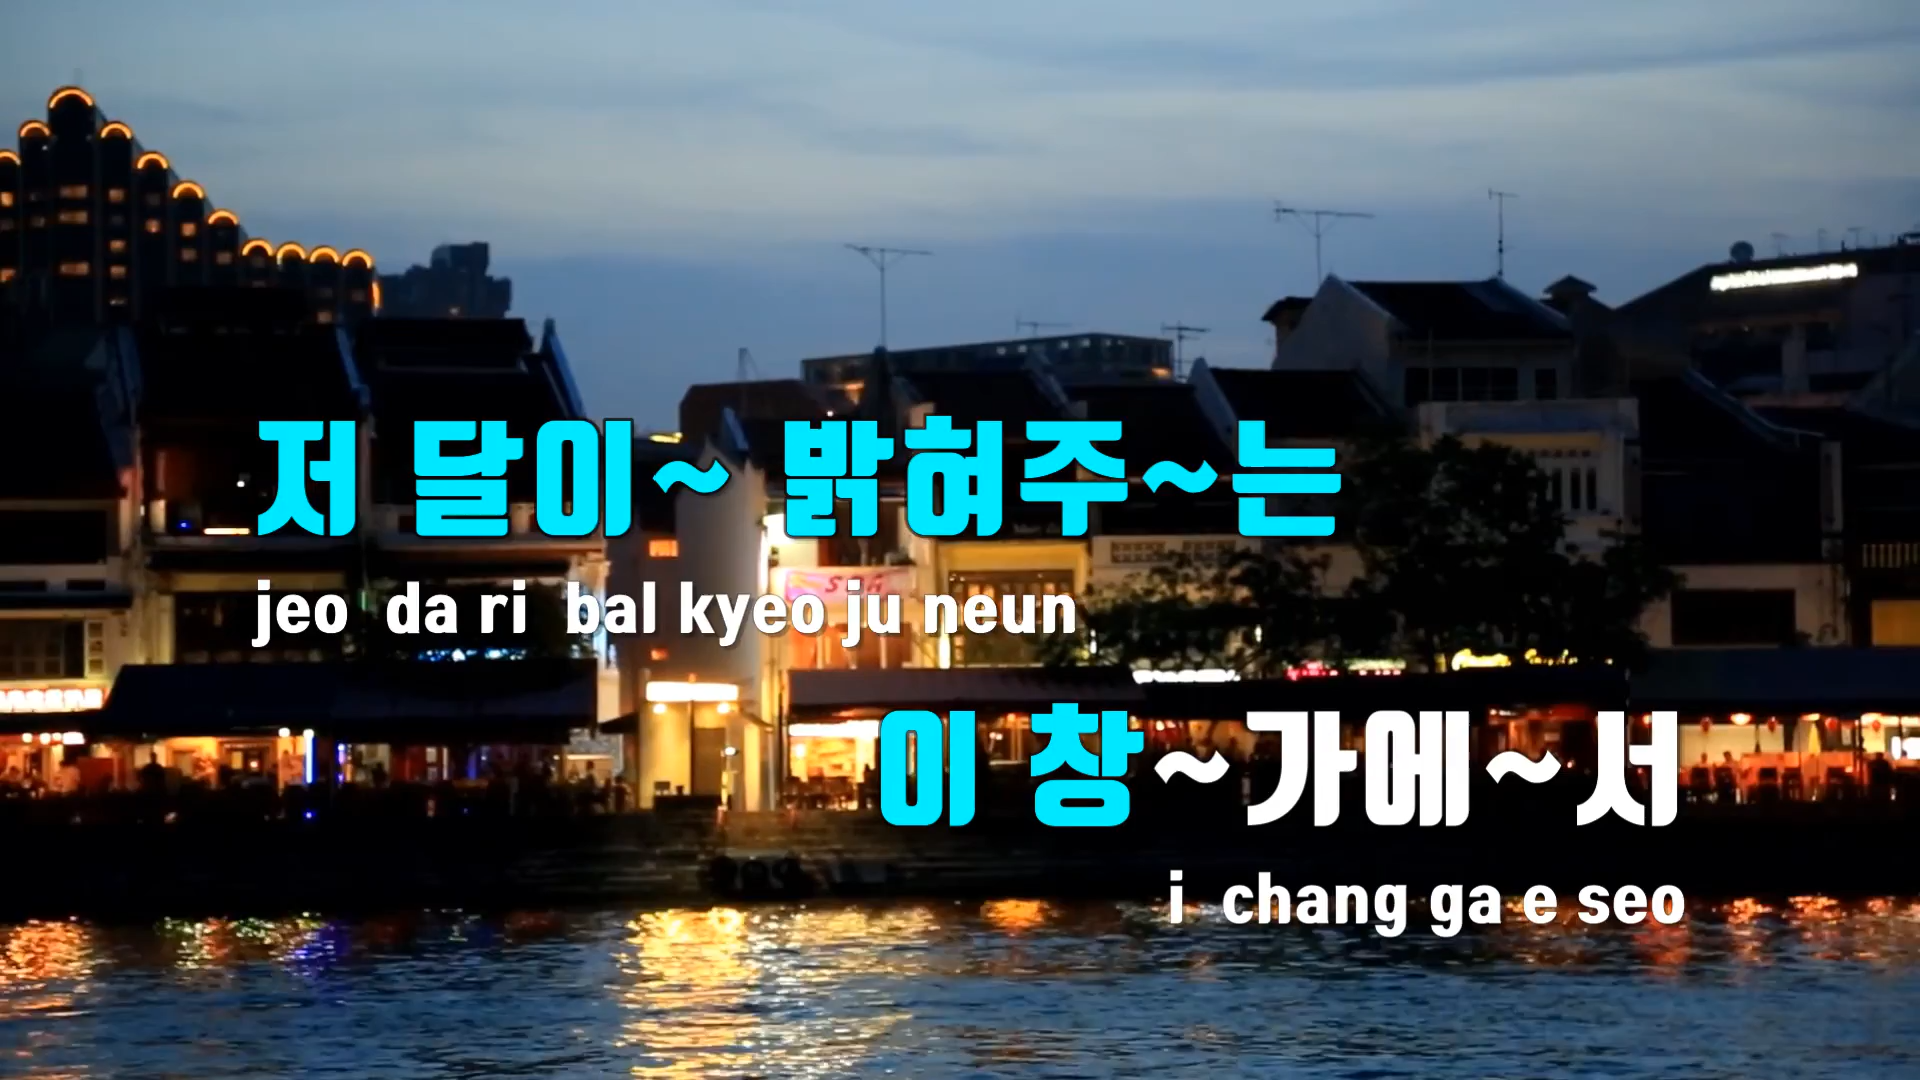 저 달이~ 밝혀주~는
jeo da ri bal kyeo ju neun
이 창~가에~서
i chang ga e seo